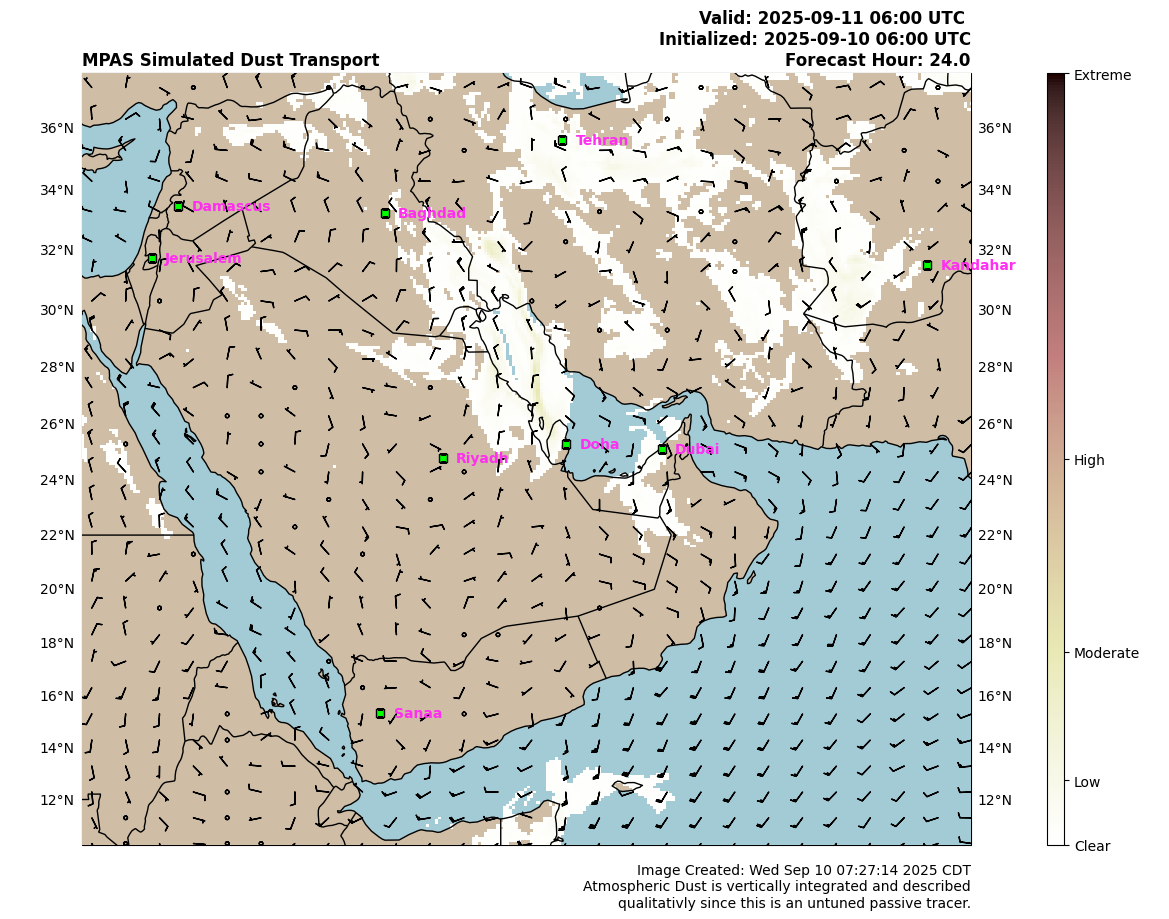 Valid: 2025-09-11 06:00 UTC
Initialized: 2025-09-10 06:00 UTC
MPAS Simulated Dust Transport Forecast Hour: 24.0
Extreme
36°N 36°N
Tehran
34°N 34°N
Damascus Baghdad
32°N 32°N
Jerusalem Kandahar
30°N 30°N
28°N 28°N
26°N 26°N
Doha Dubai
Riyadh High
24°N 24°N
22°N 22°N
20°N 20°N
18°N 18°N
Moderate
16°N 16°N
Sanaa
14°N 14°N
Low
12°N 12°N
Clear
Image Created: Wed Sep 10 07:27:14 2025 CDT
Atmospheric Dust is vertically integrated and described
qualitativly since this is an untuned passive tracer.